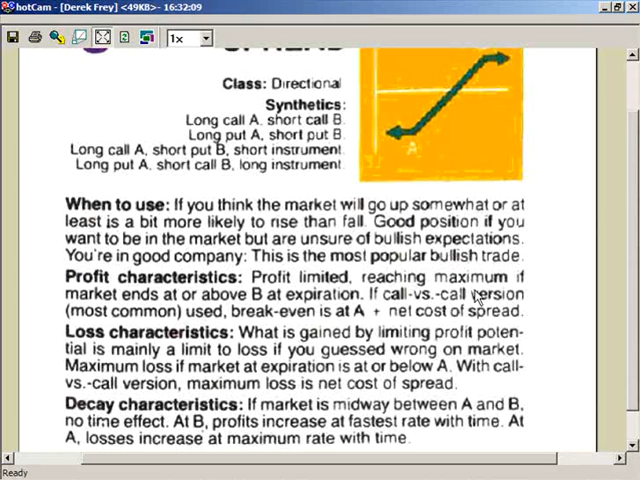 hotCam - [Derek Frey] <49KB> - 16:32:09
1x
SPREAD
Class: Directional
Synthetics:
Long call A, short call B.
Long put A, short put B.
Long call A, short put B, short instrument.
Long put A, short call B, long instrument.
A
When to use: If you think the market will go up somewhat or at
least is a bit more likely to rise than fall. Good position if you
want to be in the market but are unsure of bullish expectations.
You're in good company: This is the most popular bullish trade.
Profit characteristics: Profit limited, reaching maximum if
market ends at or above B at expiration. If call-vs.-call version
(most common) used, break-even is at A + net cost of spread.
Loss characteristics: What is gained by limiting profit poten-
tial is mainly a limit to loss if you guessed wrong on market.
Maximum loss if market at expiration is at or below A. With call-
vs.-call version, maximum loss is net cost of spread.
Decay characteristics: If market is midway between A and B,
no time effect. At B, profits increase at fastest rate with time. At
A, losses increase at maximum rate with time.
Ready